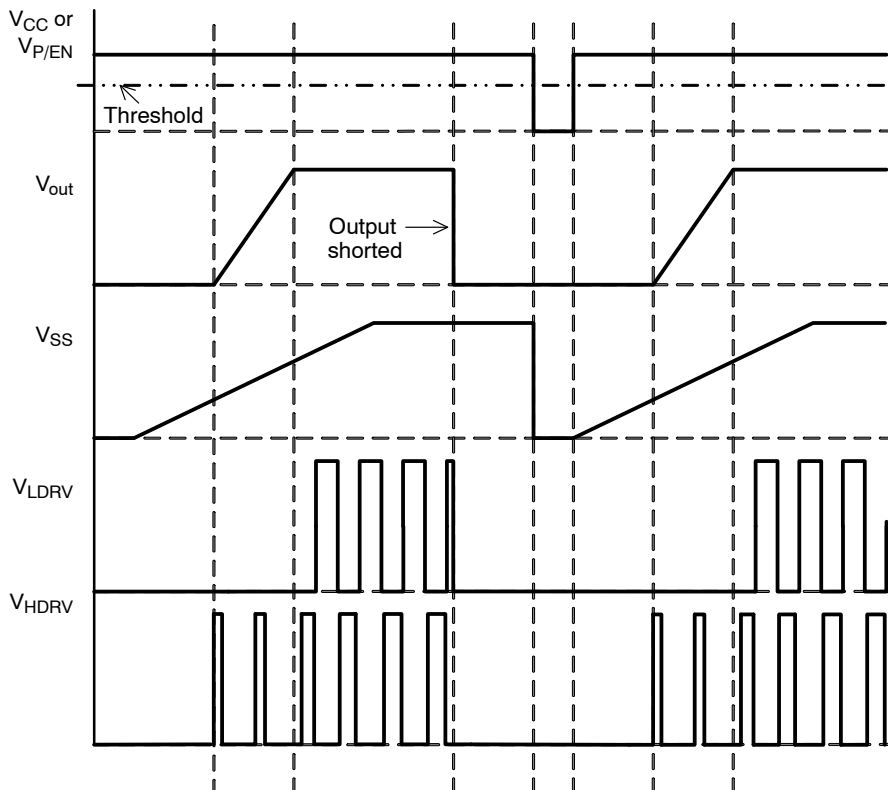 VCC or
VP/EN
Threshold
Vout
Output
shorted
VSS
VLDRV
VHDRV